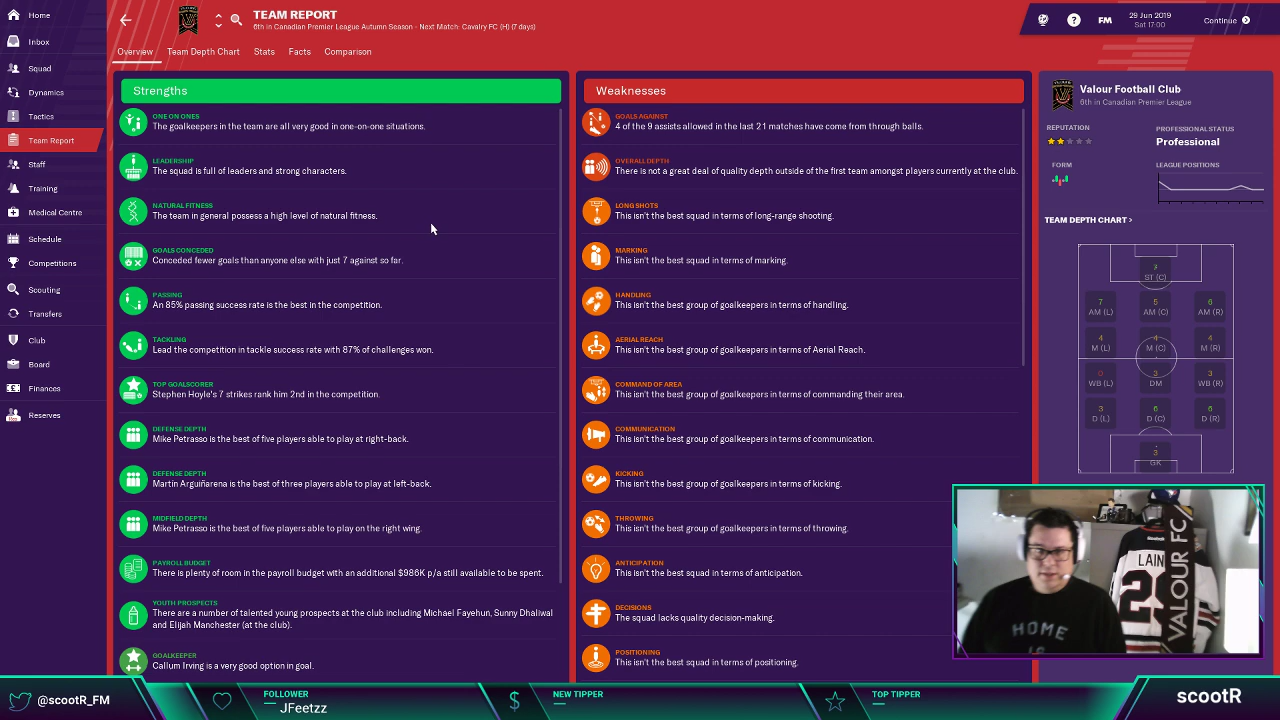 Home
Inbox
Squad
Dynamics
Tactics
Team Report
Staff
Training
Medical Centre
Schedule
Competitions
Scouting
Transfers
Club
Board
Finances
Reserves
TEAM REPORT
6th in Canadian Premier League Autumn Season - Next Match: Cavalry FC (H) (7 days)
FM
29 Jun 2019
Sat 17:00
Continue
Overview Team Depth Chart Stats Facts Comparison
Strengths
ONE ON ONES
The goalkeepers in the team are all very good in one-on-one situations.
LEADERSHIP
The squad is full of leaders and strong characters.
NATURAL FITNESS
The team in general possess a high level of natural fitness.
GOALS CONCEDED
Conceded fewer goals than anyone else with just 7 against so far.
PASSING
An 85% passing success rate is the best in the competition.
TACKLING
Lead the competition in tackle success rate with 87% of challenges won.
TOP GOALSCORER
Stephen Hoyle's 7 strikes rank him 2nd in the competition.
DEFENSE DEPTH
Mike Petrasso is the best of five players able to play at right-back.
DEFENSE DEPTH
Martín Arguiñarena is the best of three players able to play at left-back.
MIDFIELD DEPTH
Mike Petrasso is the best of five players able to play on the right wing.
PAYROLL BUDGET
There is plenty of room in the payroll budget with an additional $986K p/a still available to be spent.
YOUTH PROSPECTS
There are a number of talented young prospects at the club including Michael Fayehun, Sunny Dhaliwal
and Elijah Manchester (at the club).
GOALKEEPER
Callum Irving is a very good option in goal.
Weaknesses
GOALS AGAINST
4 of the 9 assists allowed in the last 21 matches have come from through balls.
OVERALL DEPTH
There is not a great deal of quality depth outside of the first team amongst players currently at the club.
LONG SHOTS
This isn't the best squad in terms of long-range shooting.
MARKING
This isn't the best squad in terms of marking.
HANDLING
This isn't the best group of goalkeepers in terms of handling.
AERIAL REACH
This isn't the best group of goalkeepers in terms of Aerial Reach.
COMMAND OF AREA
This isn't the best group of goalkeepers in terms of commanding their area.
COMMUNICATION
This isn't the best group of goalkeepers in terms of communication.
KICKING
This isn't the best group of goalkeepers in terms of kicking.
THROWING
This isn't the best group of goalkeepers in terms of throwing.
ANTICIPATION
This isn't the best squad in terms of anticipation.
DECISIONS
The squad lacks quality decision-making.
POSITIONING
This isn't the best squad in terms of positioning.
Valour Football Club
6th in Canadian Premier League
REPUTATION
PROFESSIONAL STATUS
Professional
FORM
LEAGUE POSITIONS
TEAM DEPTH CHART >
3
ST (C)
7 5 6
AM (L) AM (C) AM (R)
4 4 4
M (L) M (C) M (R)
0 3 3
WB (L) DM WB (R)
3 6 6
D (L) D (C) D (R)
3
GK
LAIN
2
VALOUR FC
HOME
IS
@scootR_FM
FOLLOWER
JFeetzz
NEW TIPPER
TOP TIPPER
scootR